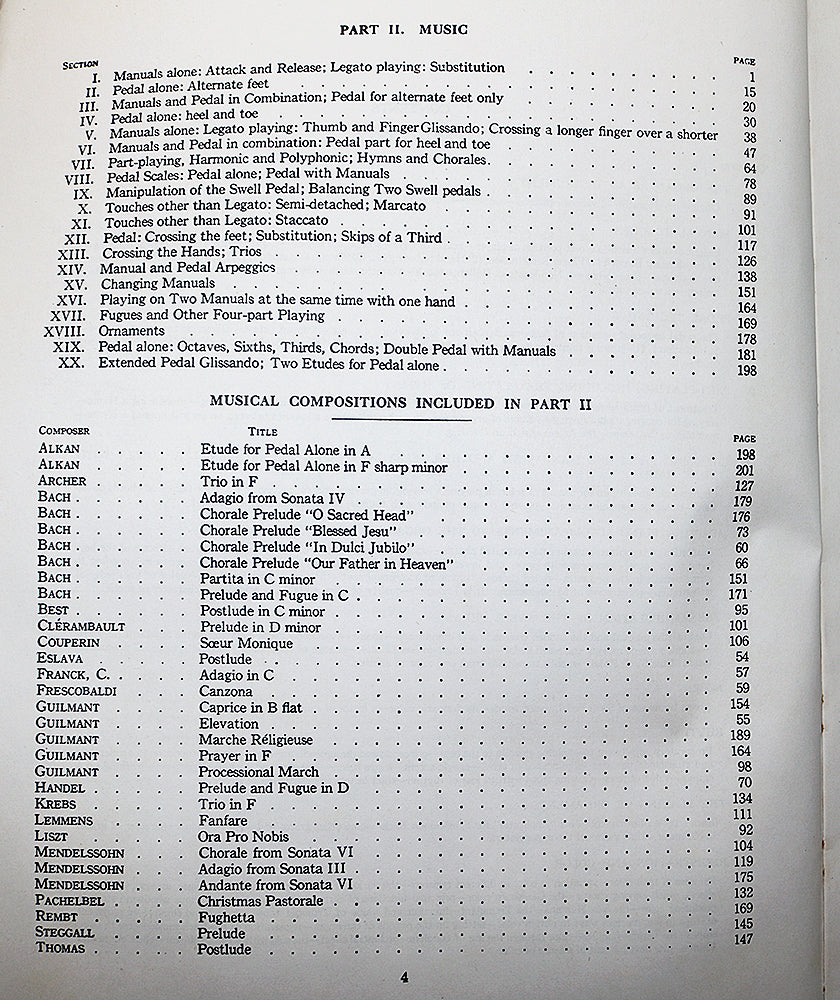 PART II. MUSIC
SECTION PAGE
I. Manuals alone: Attack and Release; Legato playing: Substitution . . . . . . . . . . 1
II. Pedal alone: Alternate feet . . . . . . . . . . 15
III. Manuals and Pedal in Combination; Pedal for alternate feet only . . . . . . . . . . 20
IV. Pedal alone: heel and toe . . . . . . . . . . 30
V. Manuals alone: Legato playing: Thumb and Finger Glissando; Crossing a longer finger over a shorter 38
VI. Manuals and Pedal in combination: Pedal part for heel and toe . . . . . . . . . . 47
VII. Part-playing, Harmonic and Polyphonic; Hymns and Chorales. . . . . . . . . . 64
VIII. Pedal Scales: Pedal alone; Pedal with Manuals . . . . . . . . . . 78
IX. Manipulation of the Swell Pedal; Balancing Two Swell pedals . . . . . . . . . . 89
X. Touches other than Legato: Semi-detached; Marcato . . . . . . . . . . 91
XI. Touches other than Legato: Staccato . . . . . . . . . . 101
XII. Pedal: Crossing the feet; Substitution; Skips of a Third . . . . . . . . . . 117
XIII. Crossing the Hands; Trios . . . . . . . . . . 126
XIV. Manual and Pedal Arpeggios . . . . . . . . . . 138
XV. Changing Manuals . . . . . . . . . . 151
XVI. Playing on Two Manuals at the same time with one hand . . . . . . . . . . 164
XVII. Fugues and Other Four-part Playing . . . . . . . . . . 169
XVIII. Ornaments . . . . . . . . . . 178
XIX. Pedal alone: Octaves, Sixths, Thirds, Chords; Double Pedal with Manuals . . . . . . . . . . 181
XX. Extended Pedal Glissando; Two Etudes for Pedal alone . . . . . . . . . . 198
MUSICAL COMPOSITIONS INCLUDED IN PART II
COMPOSER TITLE PAGE
ALKAN . . . . . Etude for Pedal Alone in A . . . . . . . . . . 198
ALKAN . . . . . Etude for Pedal Alone in F sharp minor . . . . . . . . . . 201
ARCHER . . . . . Trio in F . . . . . . . . . . 127
BACH . . . . . Adagio from Sonata IV . . . . . . . . . . 179
BACH . . . . . Chorale Prelude "O Sacred Head" . . . . . . . . . . 176
BACH . . . . . Chorale Prelude "Blessed Jesu" . . . . . . . . . . 73
BACH . . . . . Chorale Prelude "In Dulci Jubilo" . . . . . . . . . . 60
BACH . . . . . Chorale Prelude "Our Father in Heaven" . . . . . . . . . . 66
BACH . . . . . Partita in C minor . . . . . . . . . . 151
BACH . . . . . Prelude and Fugue in C . . . . . . . . . . 171
BEST . . . . . Postlude in C minor . . . . . . . . . . 95
CLÉRAMBAULT . . . Prelude in D minor . . . . . . . . . . 101
COUPERIN . . . . Sœur Monique . . . . . . . . . . 106
ESLAVA . . . . . Postlude . . . . . . . . . . 54
FRANCK, C. . . . . Adagio in C . . . . . . . . . . 57
FRESCOBALDI . . . Canzona . . . . . . . . . . 59
GUILMANT . . . . Caprice in B flat . . . . . . . . . . 154
GUILMANT . . . . Elevation . . . . . . . . . . 55
GUILMANT . . . . Marche Réligieuse . . . . . . . . . . 189
GUILMANT . . . . Prayer in F . . . . . . . . . . 164
GUILMANT . . . . Processional March . . . . . . . . . . 98
HANDEL . . . . . Prelude and Fugue in D . . . . . . . . . . 70
KREBS . . . . . Trio in F . . . . . . . . . . 134
LEMMENS . . . . Fanfare . . . . . . . . . . 111
LISZT . . . . . Ora Pro Nobis . . . . . . . . . . 92
MENDELSSOHN . . . Chorale from Sonata VI . . . . . . . . . . 104
MENDELSSOHN . . . Adagio from Sonata III . . . . . . . . . . 119
MENDELSSOHN . . . Andante from Sonata VI . . . . . . . . . . 175
PACHELBEL . . . . Christmas Pastorale . . . . . . . . . . 132
REMBT . . . . . Fughetta . . . . . . . . . . 169
STEGGALL . . . . Prelude . . . . . . . . . . 145
THOMAS . . . . . Postlude . . . . . . . . . . 147
4